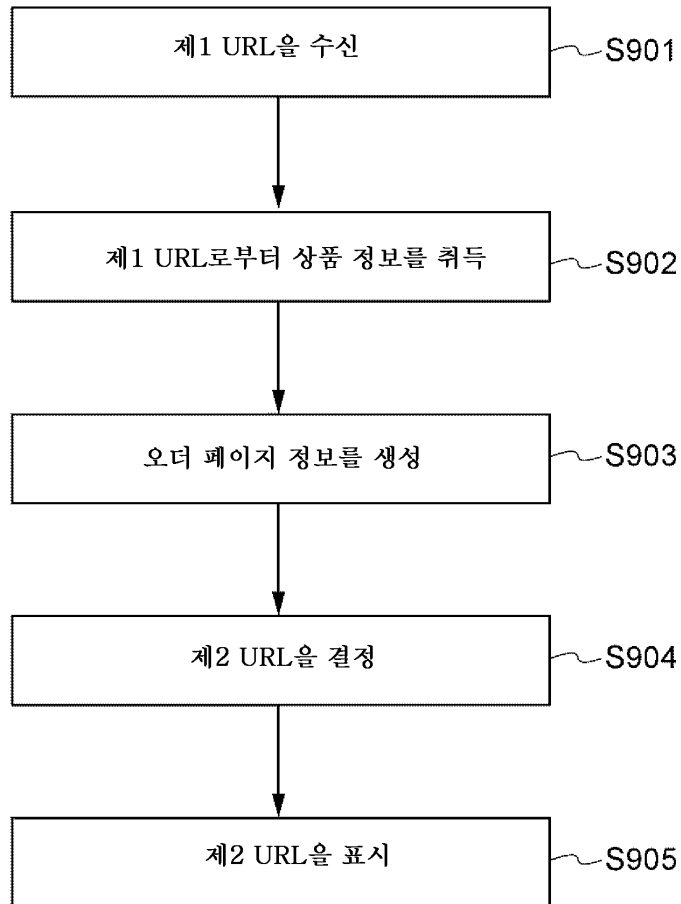 제1 URL을 수신
S901
제1 URL로부터 상품 정보를 취득
S902
오더 페이지 정보를 생성
S903
제2 URL을 결정
S904
제2 URL을 표시
S905